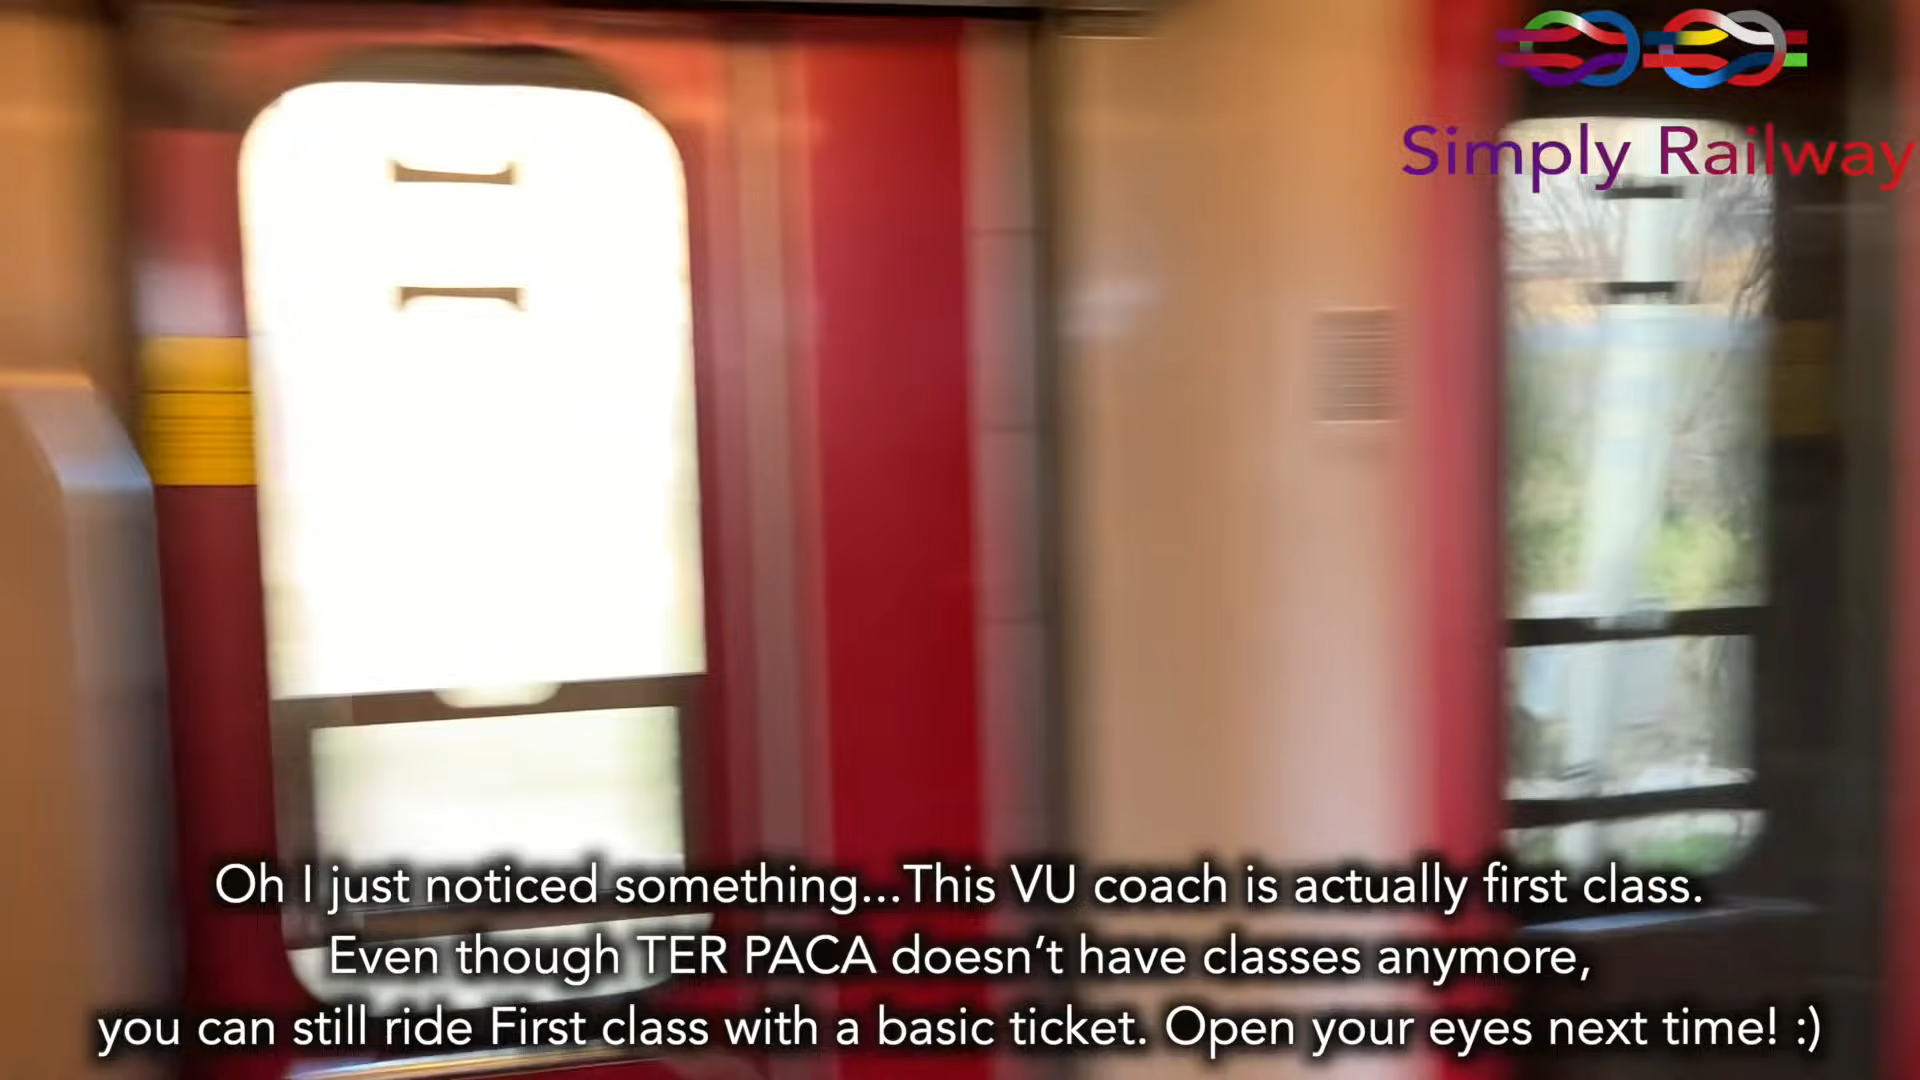 Simply Railway
Oh I just noticed something...This VU coach is actually first class.
Even though TER PACA doesn't have classes anymore,
you can still ride First class with a basic ticket. Open your eyes next time! :)